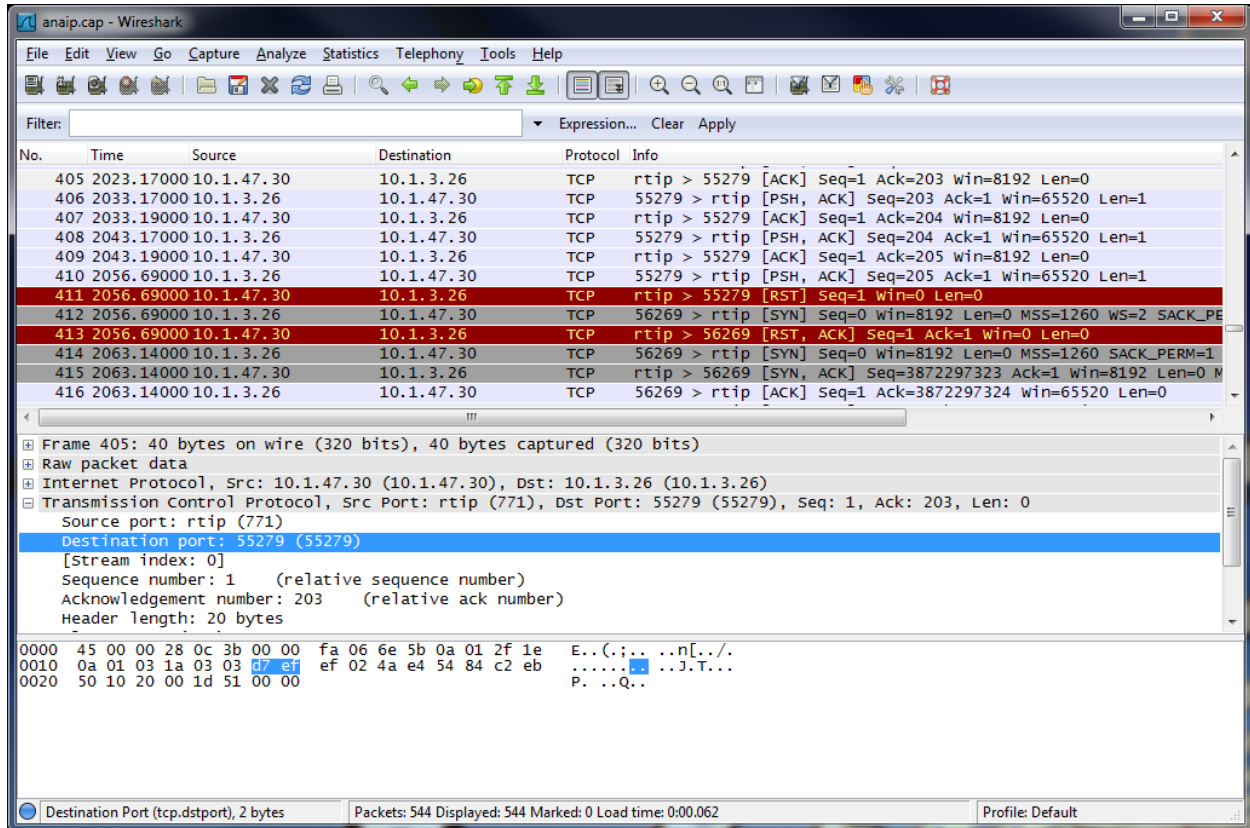 anaip.cap - Wireshark
File Edit View Go Capture Analyze Statistics Telephony Tools Help
Filter: Expression... Clear Apply
No. Time Source Destination Protocol Info
405 2023.17000 10.1.47.30 10.1.3.26 TCP rtip > 55279 [ACK] Seq=1 Ack=203 Win=8192 Len=0
406 2033.17000 10.1.3.26 10.1.47.30 TCP 55279 > rtip [PSH, ACK] Seq=203 Ack=1 Win=65520 Len=1
407 2033.19000 10.1.47.30 10.1.3.26 TCP rtip > 55279 [ACK] Seq=1 Ack=204 Win=8192 Len=0
408 2043.17000 10.1.3.26 10.1.47.30 TCP 55279 > rtip [PSH, ACK] Seq=204 Ack=1 Win=65520 Len=1
409 2043.19000 10.1.47.30 10.1.3.26 TCP rtip > 55279 [ACK] Seq=1 Ack=205 Win=8192 Len=0
410 2056.69000 10.1.3.26 10.1.47.30 TCP 55279 > rtip [PSH, ACK] Seq=205 Ack=1 Win=65520 Len=1
411 2056.69000 10.1.47.30 10.1.3.26 TCP rtip > 55279 [RST] Seq=1 Win=0 Len=0
412 2056.69000 10.1.3.26 10.1.47.30 TCP 56269 > rtip [SYN] Seq=0 Win=8192 Len=0 MSS=1260 WS=2 SACK_PE
413 2056.69000 10.1.47.30 10.1.3.26 TCP rtip > 56269 [RST, ACK] Seq=1 Ack=1 Win=0 Len=0
414 2063.14000 10.1.3.26 10.1.47.30 TCP 56269 > rtip [SYN] Seq=0 Win=8192 Len=0 MSS=1260 SACK_PERM=1
415 2063.14000 10.1.47.30 10.1.3.26 TCP rtip > 56269 [SYN, ACK] Seq=3872297323 Ack=1 Win=8192 Len=0 M
416 2063.14000 10.1.3.26 10.1.47.30 TCP 56269 > rtip [ACK] Seq=1 Ack=3872297324 Win=65520 Len=0
Frame 405: 40 bytes on wire (320 bits), 40 bytes captured (320 bits)
Raw packet data
Internet Protocol, Src: 10.1.47.30 (10.1.47.30), Dst: 10.1.3.26 (10.1.3.26)
Transmission Control Protocol, Src Port: rtip (771), Dst Port: 55279 (55279), Seq: 1, Ack: 203, Len: 0
Source port: rtip (771)
Destination port: 55279 (55279)
[Stream index: 0]
Sequence number: 1 (relative sequence number)
Acknowledgement number: 203 (relative ack number)
Header length: 20 bytes
0000 45 00 00 28 0c 3b 00 00 fa 06 6e 5b 0a 01 2f 1e E..(.;.. ..n[../.
0010 0a 01 03 1a 03 03 d7 ef ef 02 4a e4 54 84 c2 eb ........ ..J.T...
0020 50 10 20 00 1d 51 00 00 P. ..Q..
Destination Port (tcp.dstport), 2 bytes Packets: 544 Displayed: 544 Marked: 0 Load time: 0:00.062 Profile: Default